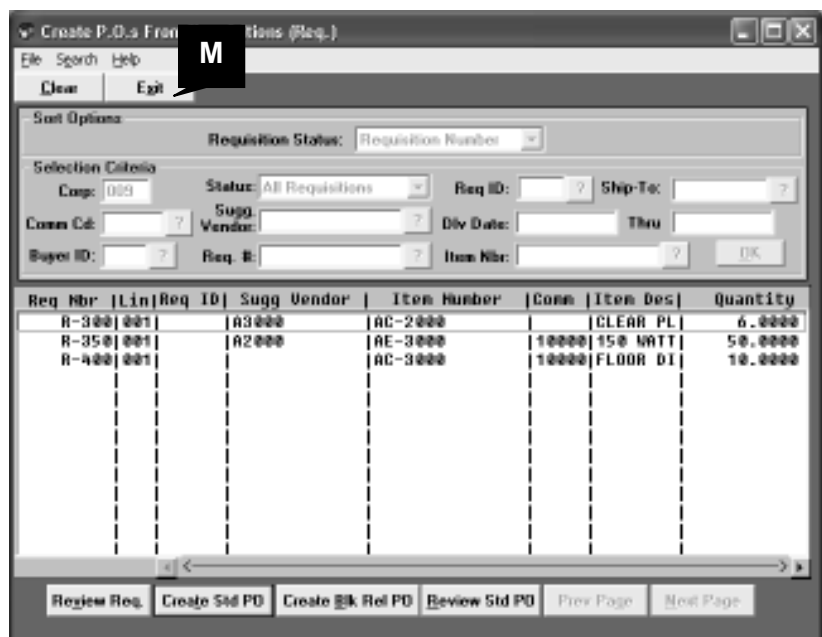 Create P.O.s From tions (Req.)
File Search Help
M
Clear Exit
Sort Options
Requisition Status: Requisition Number
Selection Criteria
Corp: 009 Status: All Requisitions Req ID: ? Ship-To: ?
Comm Cd: ? Sugg. Vendor: ? Dlv Date: Thru
Buyer ID: ? Req. #: ? Item Nbr: ? OK
Req Nbr |Lin|Req ID| Sugg Vendor | Item Number |Comm |Item Des| Quantity
R-300|001| |A3000 |AC-2000 | |CLEAR PL| 6.0000
R-350|001| |A2000 |AE-3000 |10000|150 WATT| 50.0000
R-400|001| | |AC-3000 |10000|FLOOR DI| 10.0000
Review Req. Create Std PO Create Blk Rel PO Review Std PO Prev Page Next Page